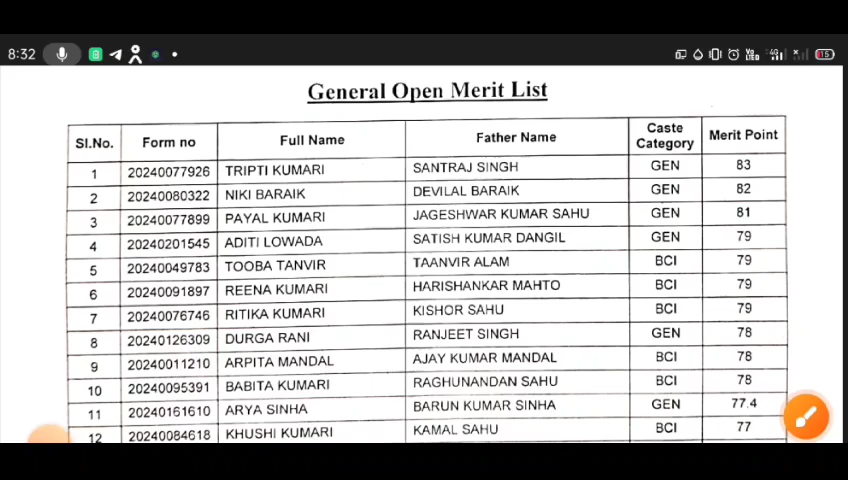 8:32
General Open Merit List
Sl.No. Form no Full Name Father Name Caste Category Merit Point
1 20240077926 TRIPTI KUMARI SANTRAJ SINGH GEN 83
2 20240080322 NIKI BARAIK DEVILAL BARAIK GEN 82
3 20240077899 PAYAL KUMARI JAGESHWAR KUMAR SAHU GEN 81
4 20240201545 ADITI LOWADA SATISH KUMAR DANGIL GEN 79
5 20240049783 TOOBA TANVIR TAANVIR ALAM BCI 79
6 20240091897 REENA KUMARI HARISHANKAR MAHTO BCI 79
7 20240076746 RITIKA KUMARI KISHOR SAHU BCI 79
8 20240126309 DURGA RANI RANJEET SINGH GEN 78
9 20240011210 ARPITA MANDAL AJAY KUMAR MANDAL BCI 78
10 20240095391 BABITA KUMARI RAGHUNANDAN SAHU BCI 78
11 20240161610 ARYA SINHA BARUN KUMAR SINHA GEN 77.4
12 20240084618 KHUSHI KUMARI KAMAL SAHU BCI 77